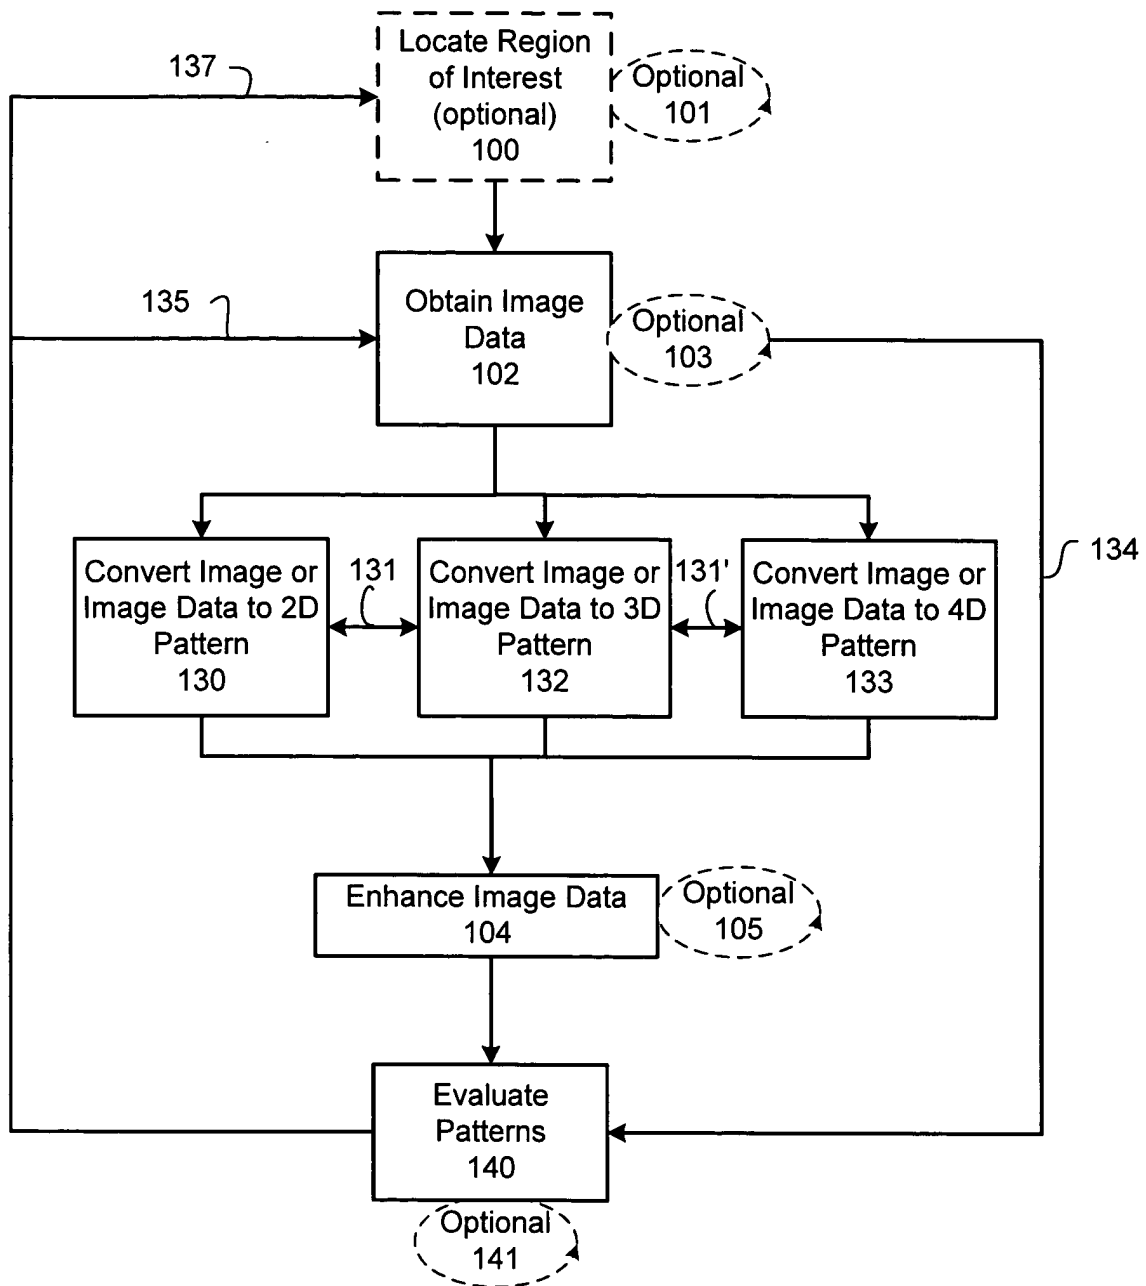 Locate Region
of Interest
(optional)
100
Optional
101
137
Obtain Image
Data
102
Optional
103
135
134
Convert Image or
Image Data to 2D
Pattern
130
131
Convert Image or
Image Data to 3D
Pattern
132
131'
Convert Image or
Image Data to 4D
Pattern
133
Enhance Image Data
104
Optional
105
Evaluate
Patterns
140
Optional
141